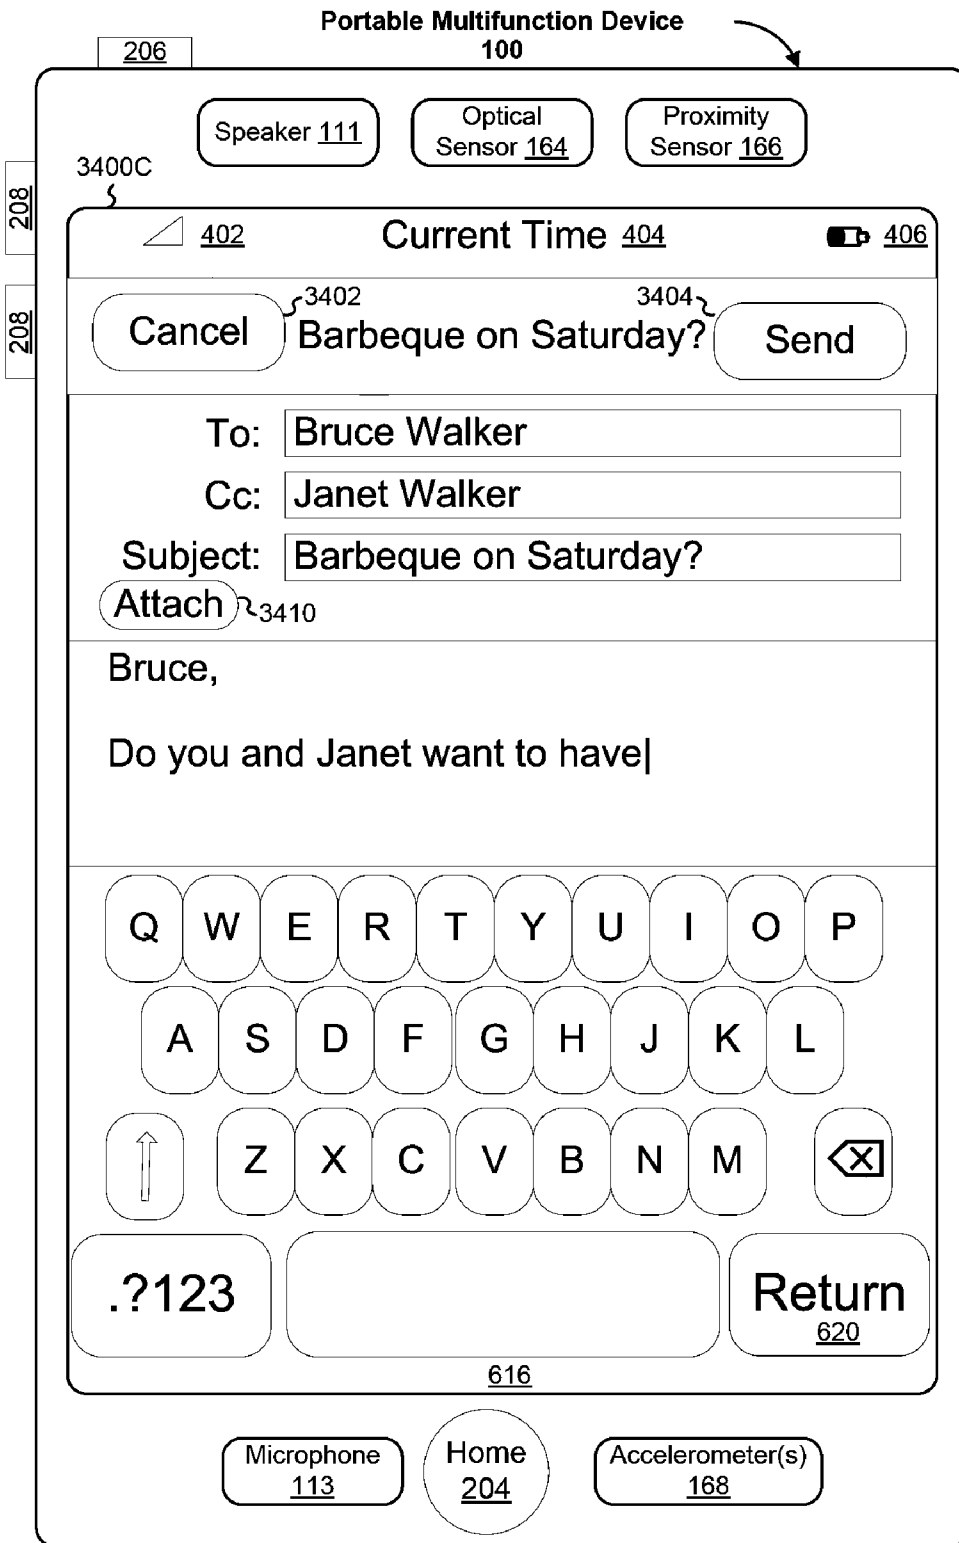 Portable Multifunction Device
100
206
Speaker 111
Optical
Sensor 164
Proximity
Sensor 166
3400C
208
402
Current Time 404
406
208
3402
3404
Cancel
Barbeque on Saturday?
Send
To:
Bruce Walker
Cc:
Janet Walker
Subject:
Barbeque on Saturday?
Attach
3410
Bruce,
Do you and Janet want to have
Q W E R T Y U I O P
A S D F G H J K L
Z X C V B N M
.?123
Return
620
616
Microphone
113
Home
204
Accelerometer(s)
168